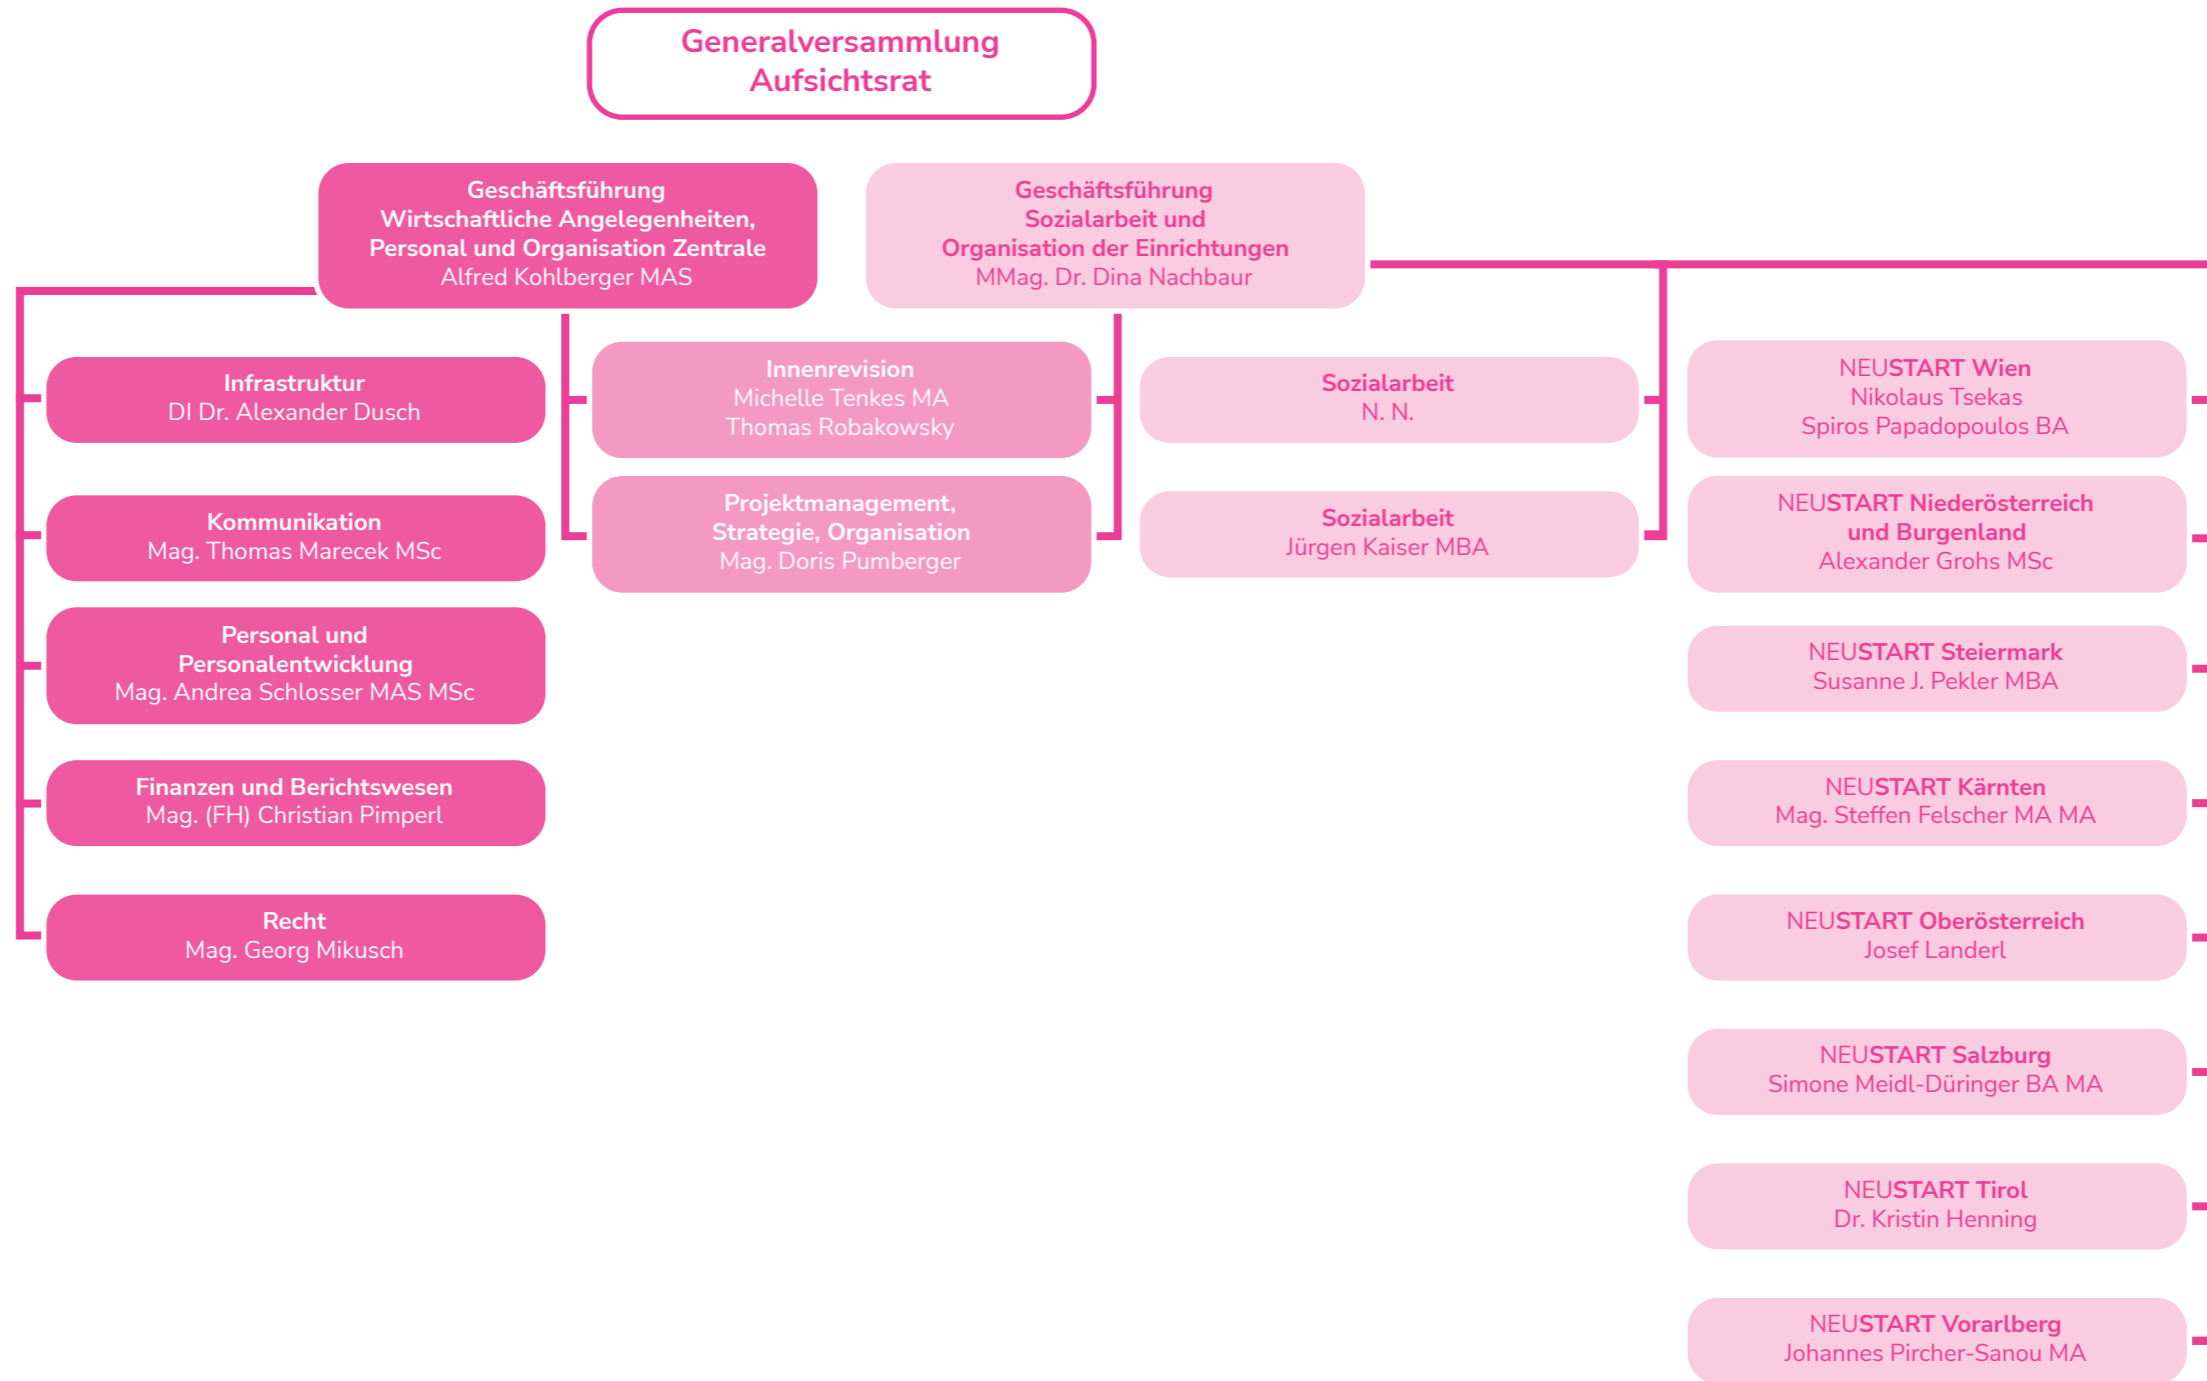 Generalversammlung
Aufsichtsrat
Geschäftsführung
Wirtschaftliche Angelegenheiten,
Personal und Organisation Zentrale
Alfred Kohlberger MAS
Geschäftsführung
Sozialarbeit und
Organisation der Einrichtungen
MMag. Dr. Dina Nachbaur
Infrastruktur
DI Dr. Alexander Dusch
Kommunikation
Mag. Thomas Marecek MSc
Personal und
Personalentwicklung
Mag. Andrea Schlosser MAS MSc
Finanzen und Berichtswesen
Mag. (FH) Christian Pimperl
Recht
Mag. Georg Mikusch
Innenrevision
Michelle Tenkes MA
Thomas Robakowsky
Projektmanagement,
Strategie, Organisation
Mag. Doris Pumberger
Sozialarbeit
N. N.
Sozialarbeit
Jürgen Kaiser MBA
NEUSTART Wien
Nikolaus Tsekas
Spiros Papadopoulos BA
NEUSTART Niederösterreich
und Burgenland
Alexander Grohs MSc
NEUSTART Steiermark
Susanne J. Pekler MBA
NEUSTART Kärnten
Mag. Steffen Felscher MA MA
NEUSTART Oberösterreich
Josef Landerl
NEUSTART Salzburg
Simone Meidl-Düringer BA MA
NEUSTART Tirol
Dr. Kristin Henning
NEUSTART Vorarlberg
Johannes Pircher-Sanou MA